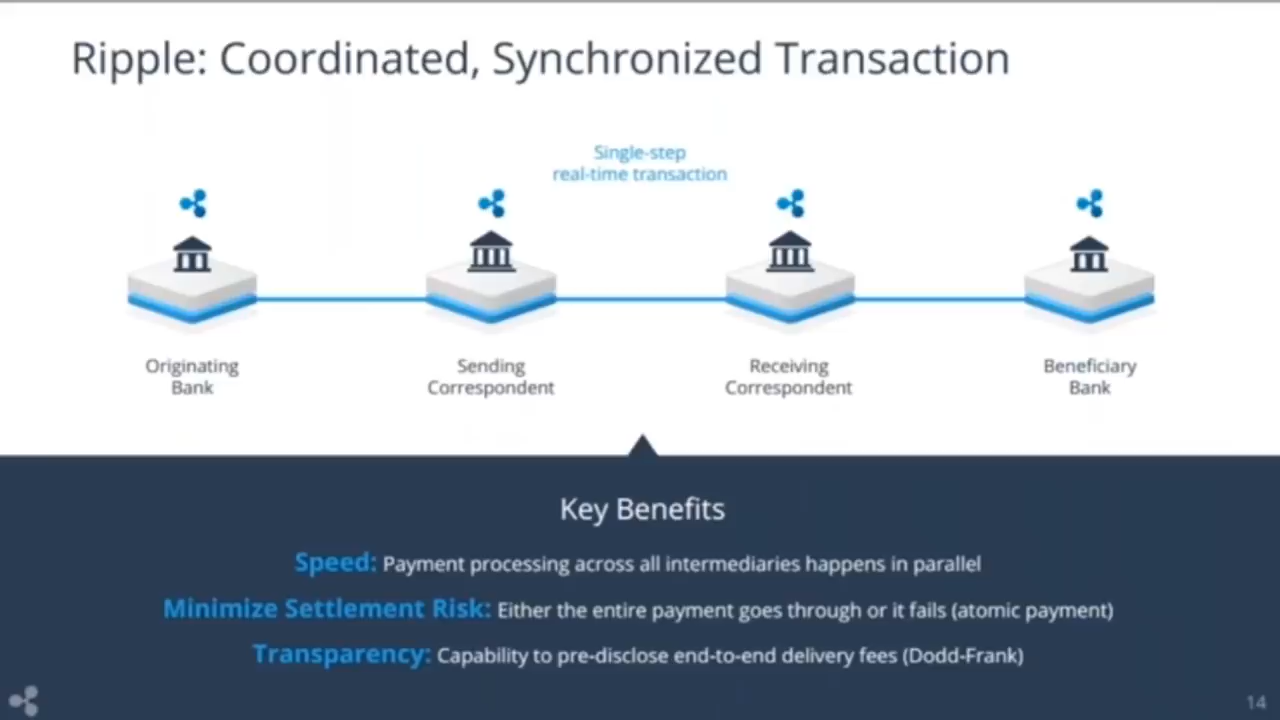 Ripple: Coordinated, Synchronized Transaction
Single-step
real-time transaction
Originating
Bank
Sending
Correspondent
Receiving
Correspondent
Beneficiary
Bank
Key Benefits
Speed: Payment processing across all intermediaries happens in parallel
Minimize Settlement Risk: Either the entire payment goes through or it fails (atomic payment)
Transparency: Capability to pre-disclose end-to-end delivery fees (Dodd-Frank)
14